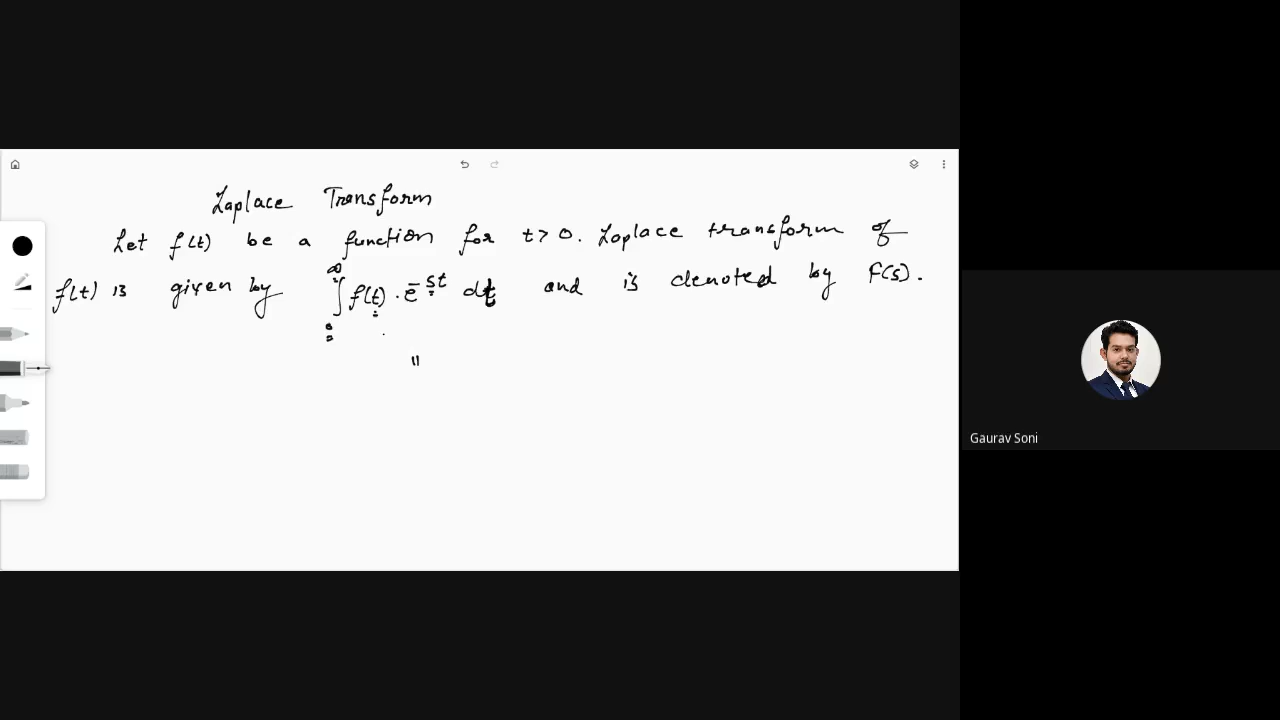 Laplace Transform
Let f(t) be a function for t > 0. Laplace transform of
f(t) is given by ∫₀^∞ f(t) · e^{-st} dt and is denoted by F(s).
"
Gaurav Soni